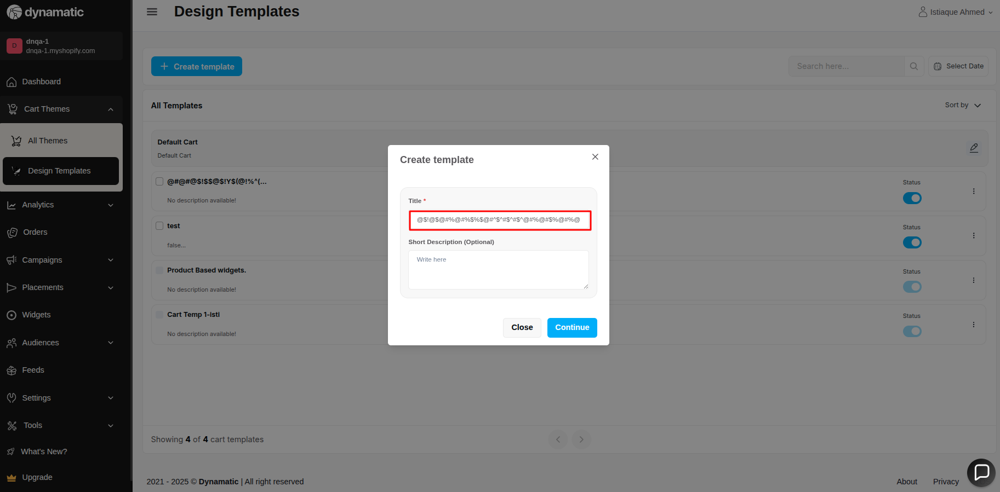 dynamatic
Design Templates
Istiaque Ahmed
D
dnqa-1
dnqa-1.myshopify.com
Dashboard
Cart Themes
All Themes
Design Templates
Analytics
Orders
Campaigns
Placements
Widgets
Audiences
Feeds
Settings
Tools
What's New?
Upgrade
Create template
Search here...
Select Date
All Templates
Sort by
Default Cart
Default Cart
@#@#@$!$$@$!Y$(@!%^(...
No description available!
Status
test
false...
Status
Product Based widgets.
No description available!
Status
Cart Temp 1-isti
No description available!
Status
Create template
Title *
@$!@$@#%@#%$%$@#^$^#$^#$^@#%@#$%@#%@
Short Description (Optional)
Write here
Close
Continue
Showing 4 of 4 cart templates
2021 - 2025 © Dynamatic | All right reserved
About
Privacy